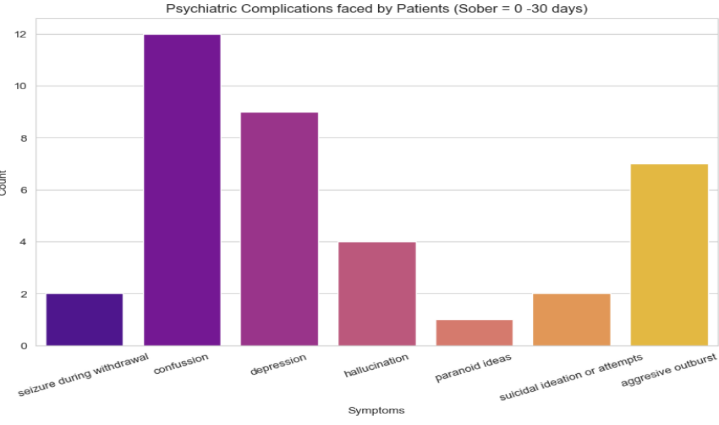 Psychiatric Complications faced by Patients (Sober = 0 -30 days)
12
10
8
6
4
2
0
Count
seizure during withdrawal
confussion
depression
hallucination
paranoid ideas
suicidal ideation or attempts
aggresive outburst
Symptoms